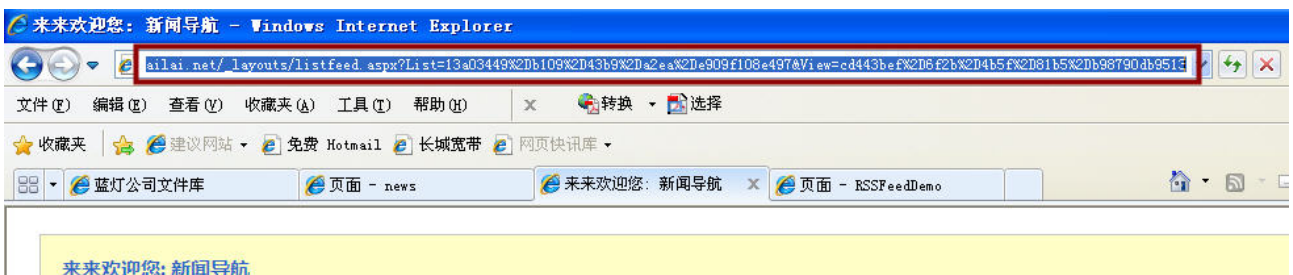 来来欢迎您: 新闻导航 - Windows Internet Explorer
ailai.net/_layouts/listfeed.aspx?List=13a03449%2Db109%2D43b9%2Da2ea%2De909f108e497&View=cd443bef%2D6f2b%2D4b5f%2D81b5%2Db98790db9513
文件(F) 编辑(E) 查看(V) 收藏夹(A) 工具(T) 帮助(H) x 转换 选择
收藏夹 建议网站 免费 Hotmail 长城宽带 网页快讯库
蓝灯公司文件库 页面 - news 来来欢迎您: 新闻导航 x 页面 - RSSFeedDemo
来来欢迎您: 新闻导航